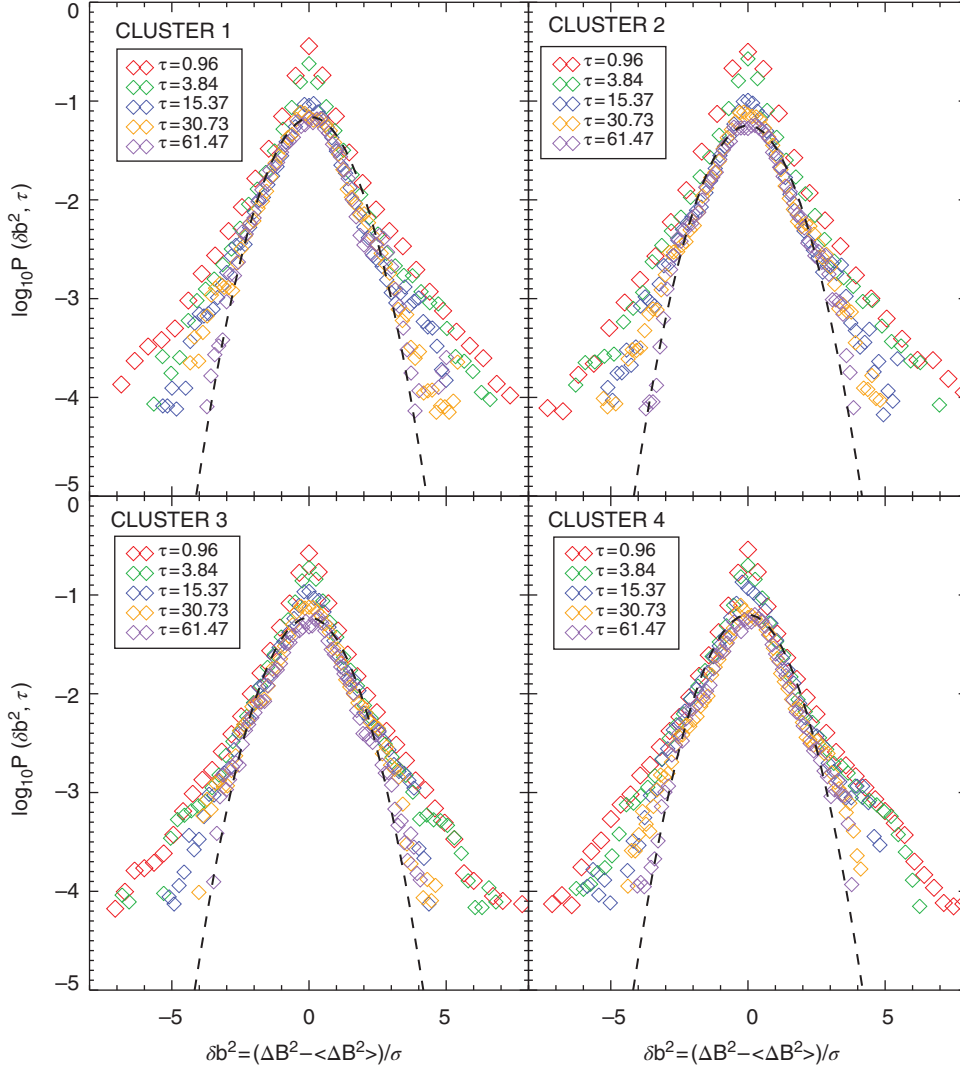 CLUSTER 1
τ=0.96
τ=3.84
τ=15.37
τ=30.73
τ=61.47
CLUSTER 2
τ=0.96
τ=3.84
τ=15.37
τ=30.73
τ=61.47
0
−1
−2
−3
−4
−5
log₁₀P (δb², τ)
CLUSTER 3
τ=0.96
τ=3.84
τ=15.37
τ=30.73
τ=61.47
CLUSTER 4
τ=0.96
τ=3.84
τ=15.37
τ=30.73
τ=61.47
0
−1
−2
−3
−4
−5
log₁₀P (δb², τ)
−5 0 5
−5 0 5
δb²=(ΔB²−<ΔB²>)/σ
δb²=(ΔB²−<ΔB²>)/σ